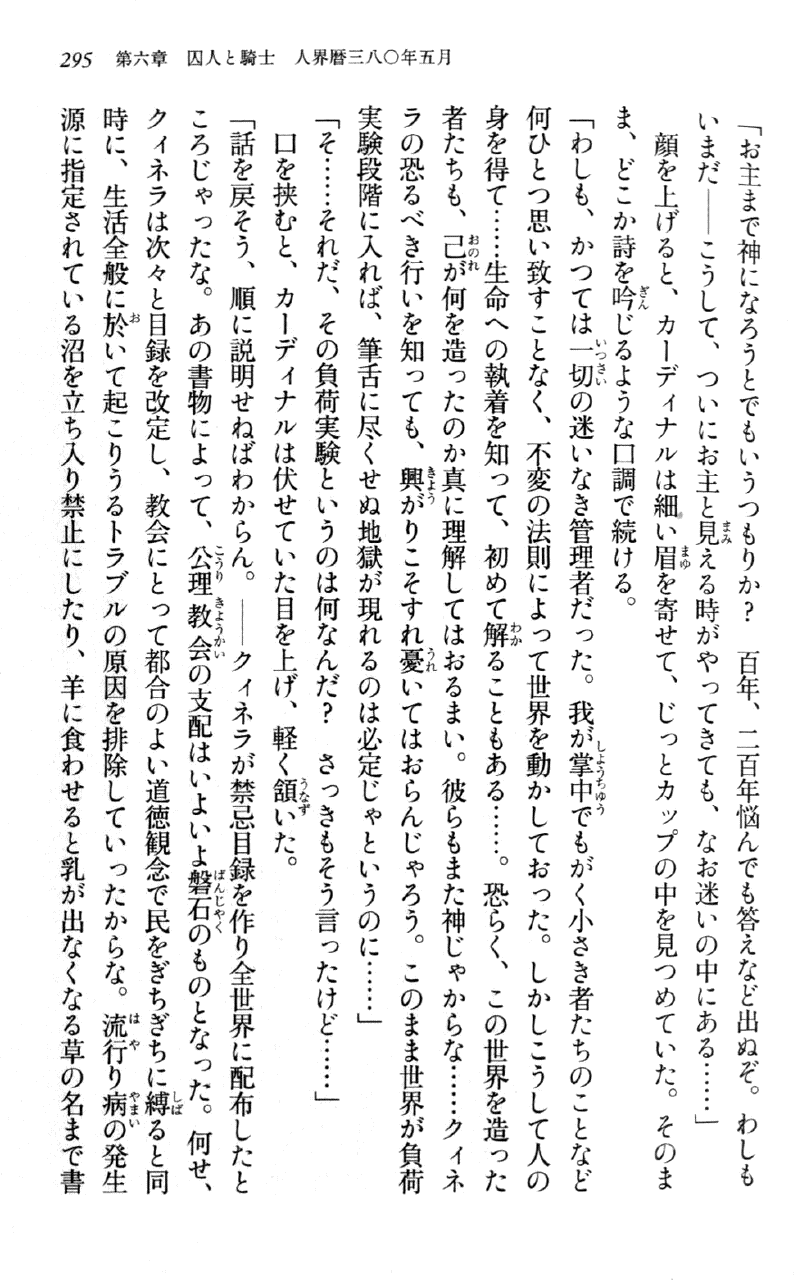 295　第六章　囚人と騎士　人界暦三八〇年五月
「お主まで神になろうとでもいうつもりか？　百年、二百年悩んでも答えなど出ぬぞ。わしも
いまだ――こうして、ついにお主と見える時がやってきても、なお迷いの中にある……」
　顔を上げると、カーディナルは細い眉を寄せて、じっとカップの中を見つめていた。そのま
ま、どこか詩を吟じるような口調で続ける。
「わしも、かつては一切の迷いなき管理者だった。我が掌中でもがく小さき者たちのことなど
何ひとつ思い致すことなく、不変の法則によって世界を動かしておった。しかしこうして人の
身を得て……生命への執着を知って、初めて解ることもある……。恐らく、この世界を造った
者たちも、己が何を造ったのか真に理解してはおるまい。彼らもまた神じゃからな……クィネ
ラの恐るべき行いを知っても、興がりこそすれ憂いてはおらんじゃろう。このまま世界が負荷
実験段階に入れば、筆舌に尽くせぬ地獄が現れるのは必定じゃというのに……」
「そ……それだ、その負荷実験というのは何なんだ？　さっきもそう言ったけど……」
　口を挟むと、カーディナルは伏せていた目を上げ、軽く頷いた。
「話を戻そう、順に説明せねばわからん。――クィネラが禁忌目録を作り全世界に配布したと
ころじゃったな。あの書物によって、公理教会の支配はいよいよ磐石のものとなった。何せ、
クィネラは次々と目録を改定し、教会にとって都合のよい道徳観念で民をぎちぎちに縛ると同
時に、生活全般に於いて起こりうるトラブルの原因を排除していったからな。流行り病の発生
源に指定されている沼を立ち入り禁止にしたり、羊に食わせると乳が出なくなる草の名まで書